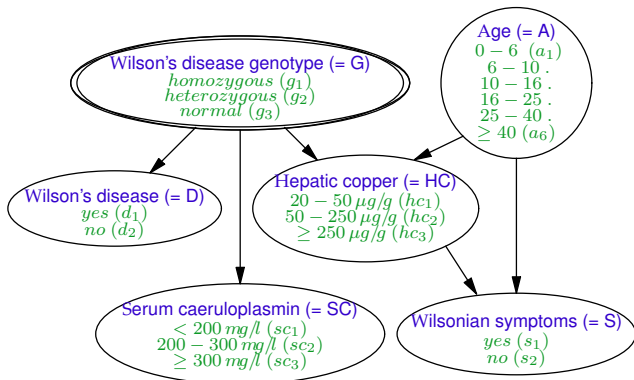 Wilson's disease genotype (= G)
homozygous (g1)
heterozygous (g2)
normal (g3)
Age (= A)
0 − 6 (a1)
6 − 10 .
10 − 16 .
16 − 25 .
25 − 40 .
≥ 40 (a6)
Wilson's disease (= D)
yes (d1)
no (d2)
Hepatic copper (= HC)
20 − 50 µg/g (hc1)
50 − 250 µg/g (hc2)
≥ 250 µg/g (hc3)
Serum caeruloplasmin (= SC)
< 200 mg/l (sc1)
200 − 300 mg/l (sc2)
≥ 300 mg/l (sc3)
Wilsonian symptoms (= S)
yes (s1)
no (s2)